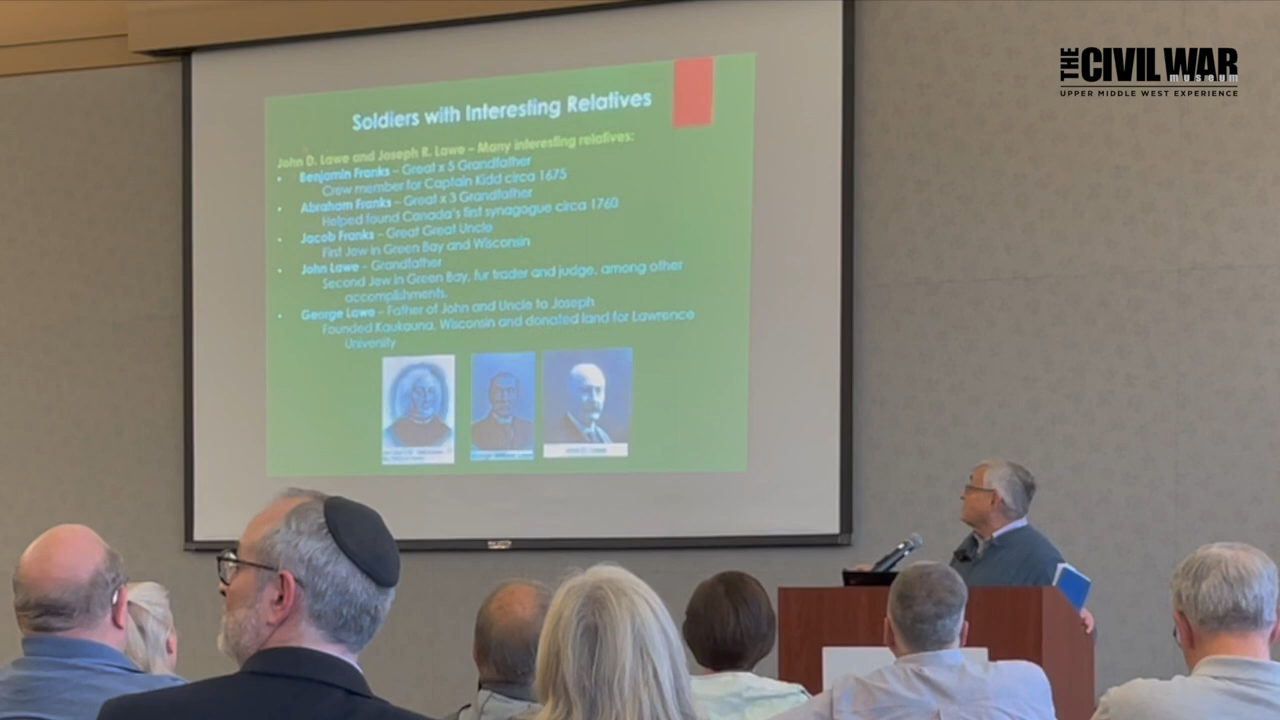 THE CIVIL WAR
museum
UPPER MIDDLE WEST EXPERIENCE
Soldiers with Interesting Relatives
John D. Lawe and Joseph R. Lawe – Many interesting relatives:
• Benjamin Franks – Great x 5 Grandfather
Crew member for Captain Kidd circa 1675
• Abraham Franks – Great x 3 Grandfather
Helped found Canada's first synagogue circa 1760
• Jacob Franks – Great Great Uncle
First Jew in Green Bay and Wisconsin
• John Lawe – Grandfather
Second Jew in Green Bay, fur trader and judge, among other
accomplishments.
• George Lawe – Father of John and Uncle to Joseph
Founded Kaukauna, Wisconsin and donated land for Lawrence
University